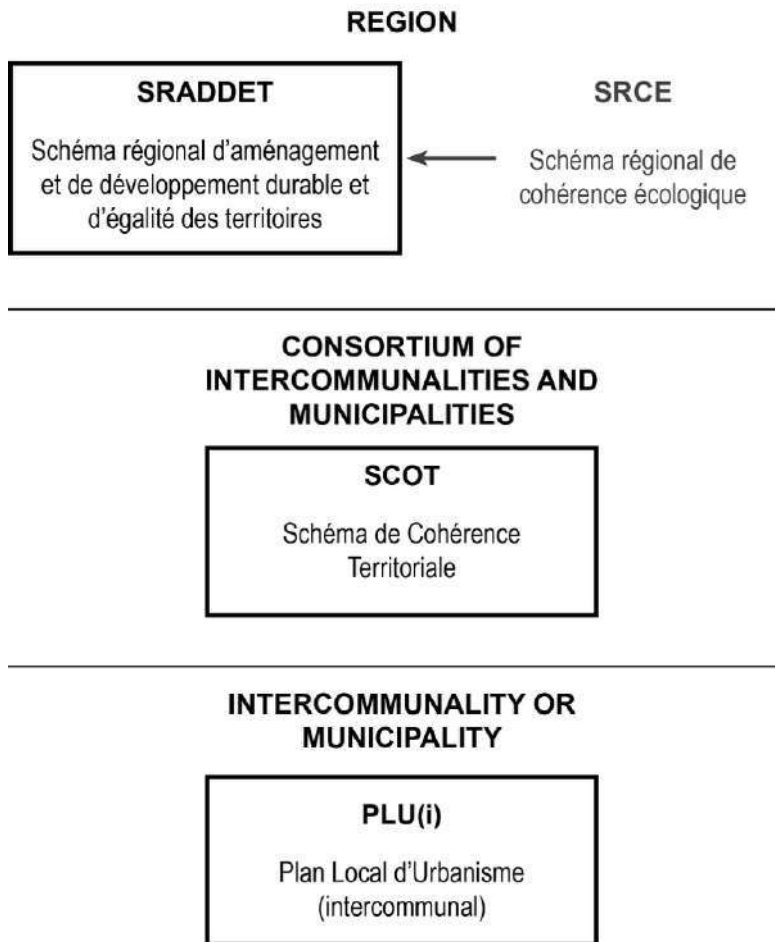 REGION
SRADDET
Schéma régional d'aménagement
et de développement durable et
d'égalité des territoires
SRCE
Schéma régional de
cohérence écologique
CONSORTIUM OF
INTERCOMMUNALITIES AND
MUNICIPALITIES
SCOT
Schéma de Cohérence
Territoriale
INTERCOMMUNALITY OR
MUNICIPALITY
PLU(i)
Plan Local d'Urbanisme
(intercommunal)